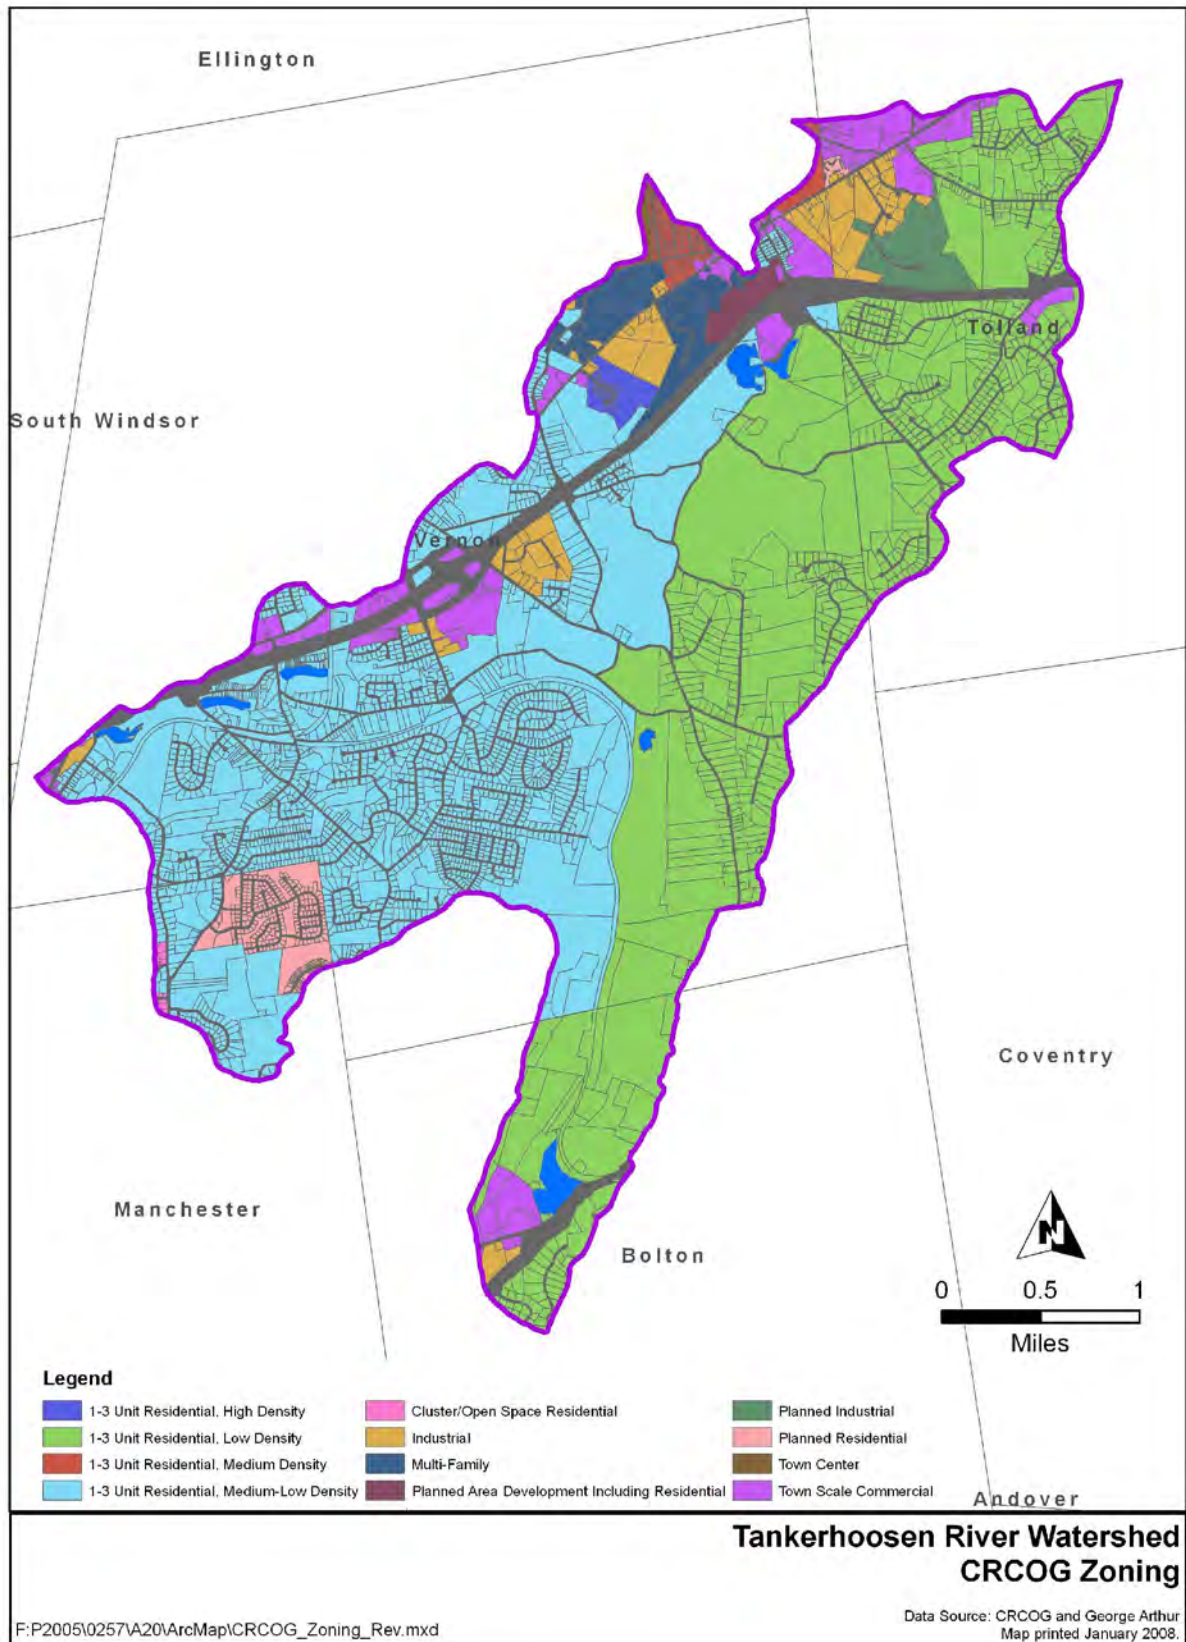 Ellington
Tolland
South Windsor
Vernon
Coventry
Manchester
Bolton
N
0 0.5 1
Miles
Legend
1-3 Unit Residential, High Density
1-3 Unit Residential, Low Density
1-3 Unit Residential, Medium Density
1-3 Unit Residential, Medium-Low Density
Cluster/Open Space Residential
Industrial
Multi-Family
Planned Area Development Including Residential
Planned Industrial
Planned Residential
Town Center
Town Scale Commercial
Andover
Tankerhoosen River Watershed
CRCOG Zoning
F:P2005\0257\A20\ArcMap\CRCOG_Zoning_Rev.mxd
Data Source: CRCOG and George Arthur
Map printed January 2008.